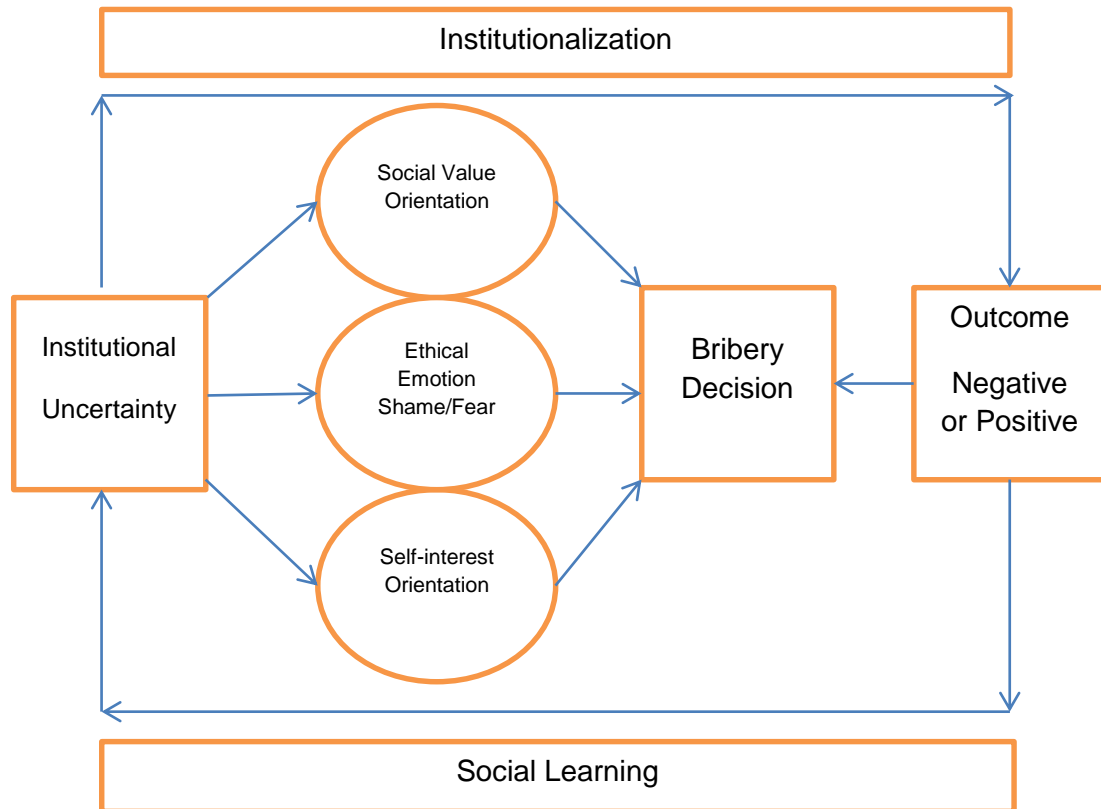 Institutionalization
Social Value
Orientation
Institutional
Uncertainty
Ethical
Emotion
Shame/Fear
Bribery
Decision
Outcome
Negative
or Positive
Self-interest
Orientation
Social Learning